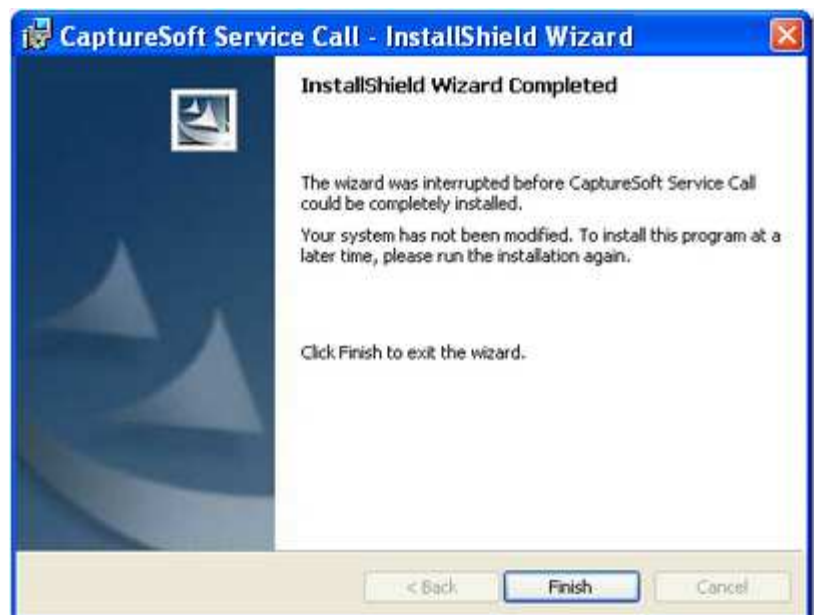 CaptureSoft Service Call - InstallShield Wizard
InstallShield Wizard Completed
The wizard was interrupted before CaptureSoft Service Call
could be completely installed.
Your system has not been modified. To install this program at a
later time, please run the installation again.
Click Finish to exit the wizard.
< Back
Finish
Cancel